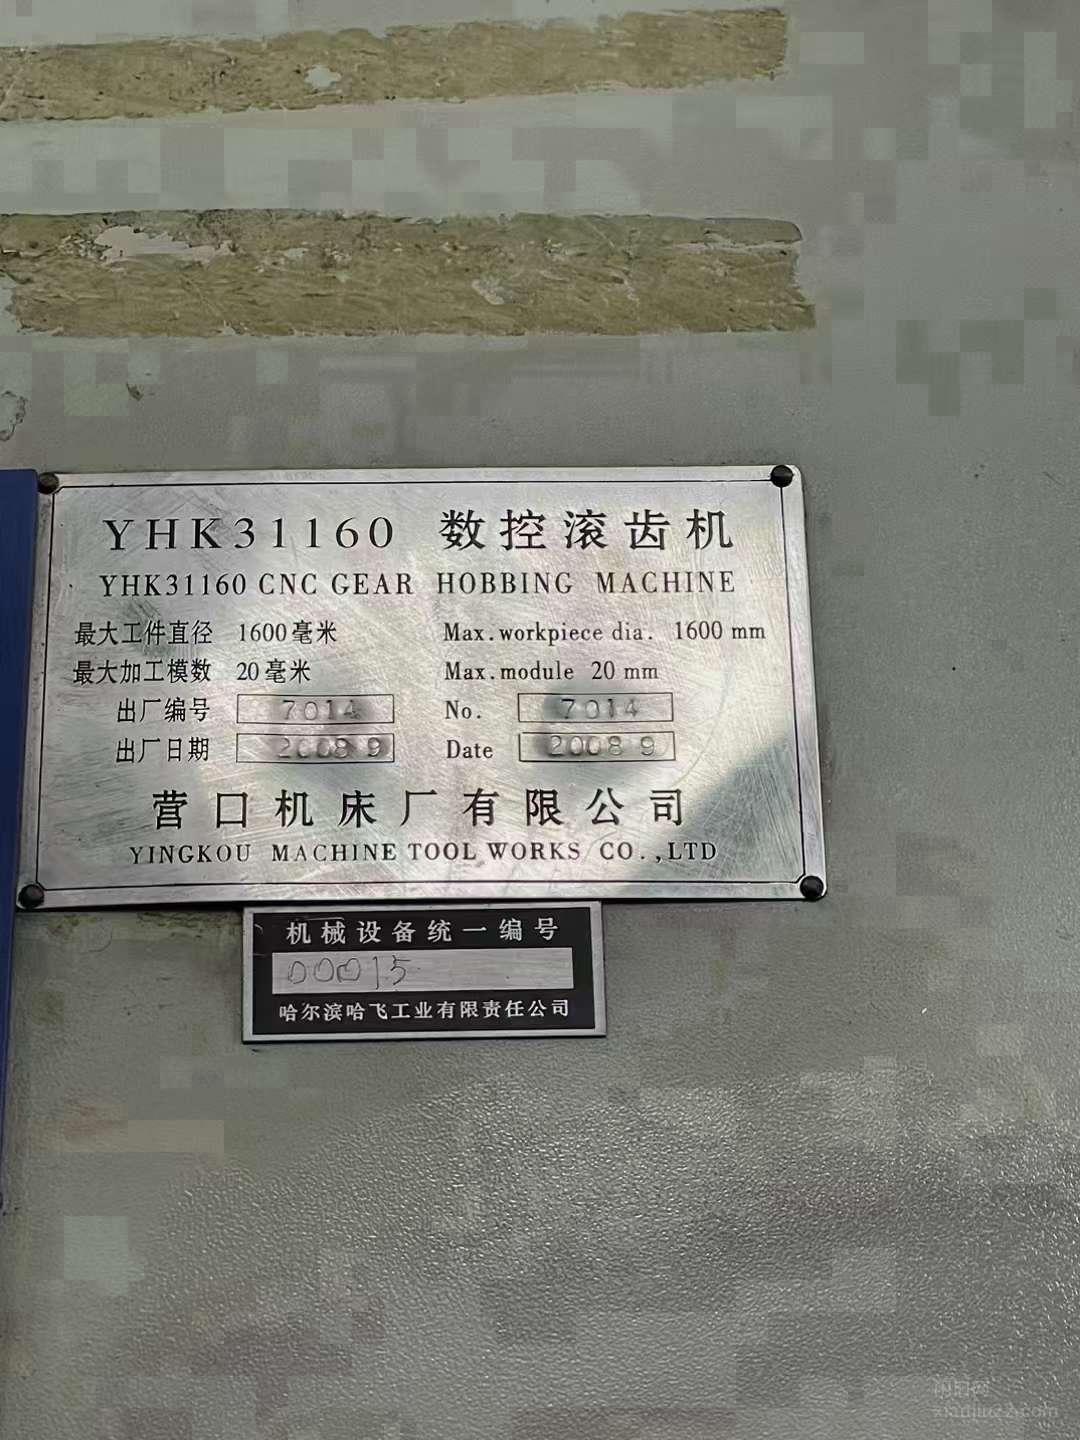 YHK31160 数控滚齿机
YHK31160 CNC GEAR HOBBING MACHINE
最大工件直径 1600毫米 Max.workpiece dia. 1600 mm
最大加工模数 20毫米 Max.module 20 mm
出厂编号 7014 No. 7014
出厂日期 2008 9 Date 2008 9
营口机床厂有限公司
YINGKOU MACHINE TOOL WORKS CO.,LTD
机械设备统一编号
00015
哈尔滨哈飞工业有限责任公司